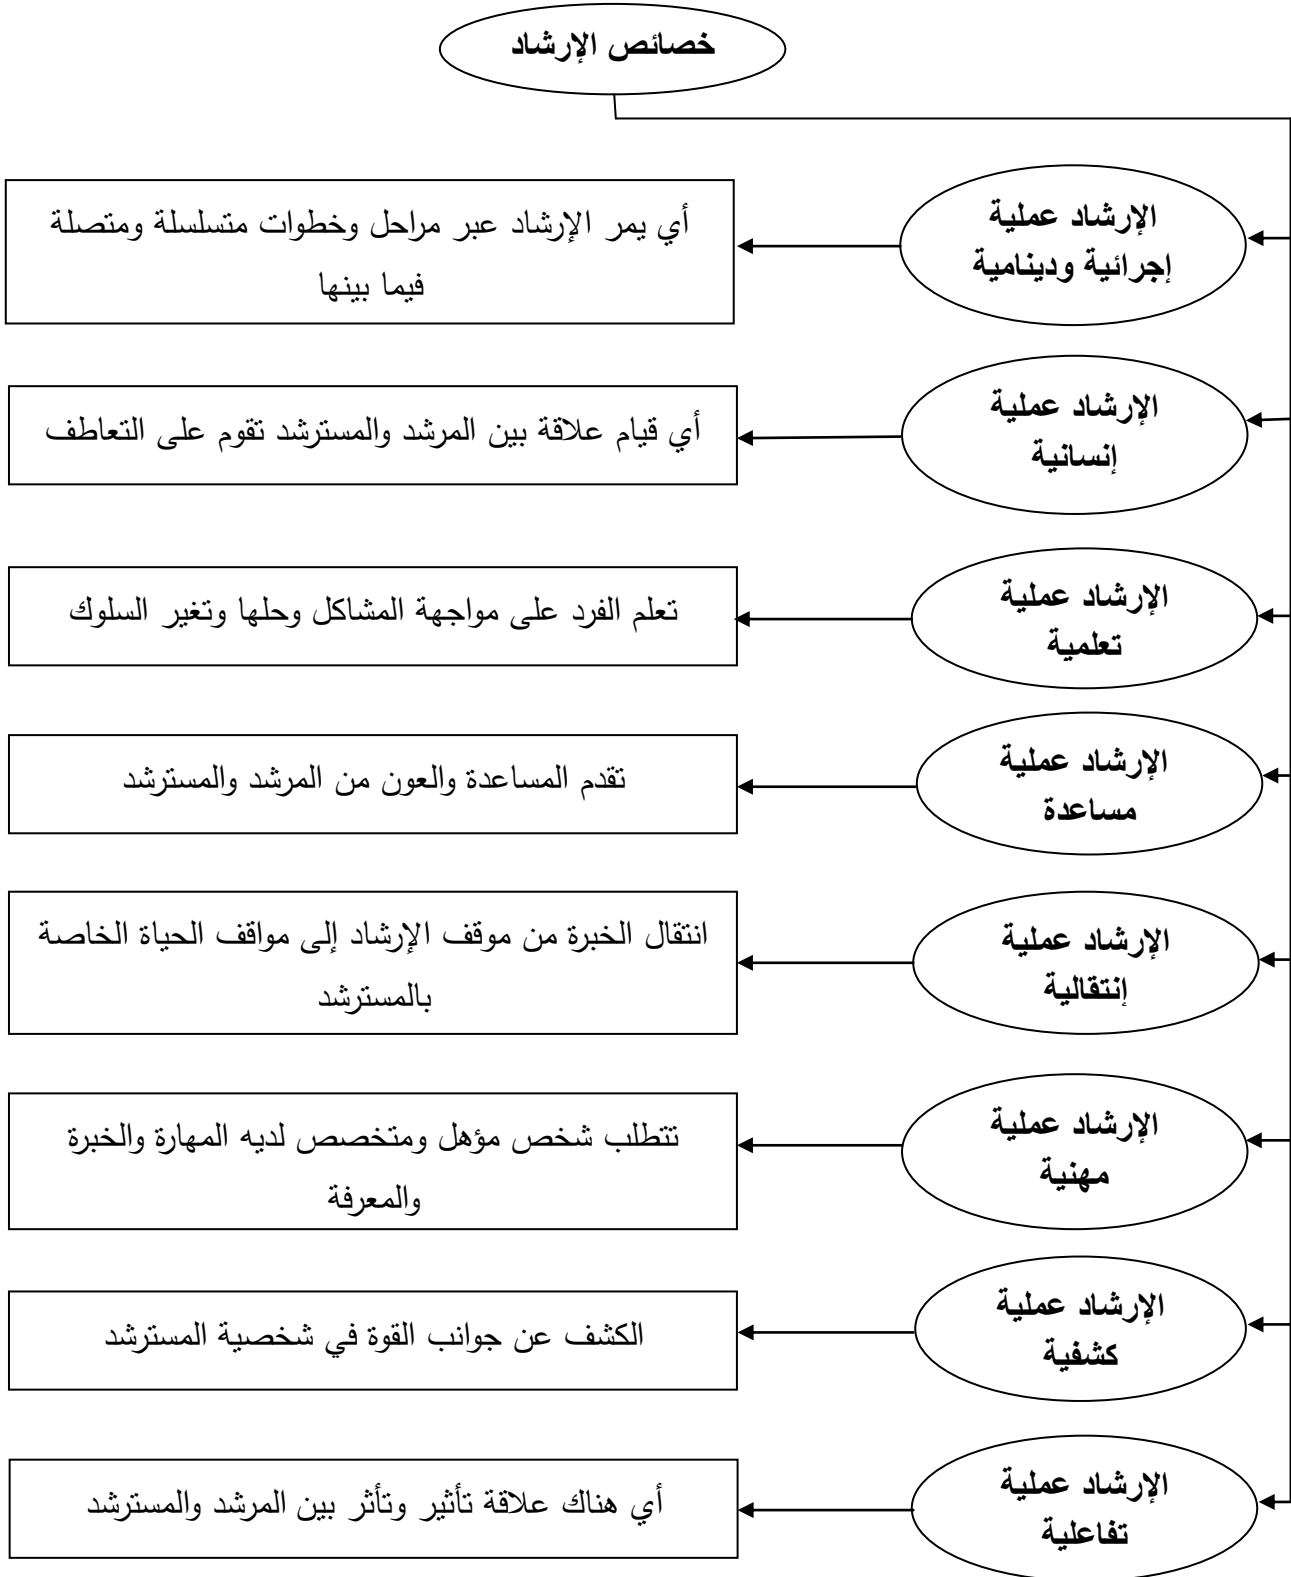 خصائص الإرشاد
الإرشاد عملية
إجرائية ودينامية
أي يمر الإرشاد عبر مراحل وخطوات متسلسلة ومتصلة
فيما بينها
الإرشاد عملية
إنسانية
أي قيام علاقة بين المرشد والمسترشد تقوم على التعاطف
الإرشاد عملية
تعلمية
تعلم الفرد على مواجهة المشاكل وحلها وتغير السلوك
الإرشاد عملية
مساعدة
تقدم المساعدة والعون من المرشد والمسترشد
الإرشاد عملية
إنتقالية
انتقال الخبرة من موقف الإرشاد إلى مواقف الحياة الخاصة
بالمسترشد
الإرشاد عملية
مهنية
تتطلب شخص مؤهل ومتخصص لديه المهارة والخبرة
والمعرفة
الإرشاد عملية
كشفية
الكشف عن جوانب القوة في شخصية المسترشد
الإرشاد عملية
تفاعلية
أي هناك علاقة تأثير وتأثر بين المرشد والمسترشد